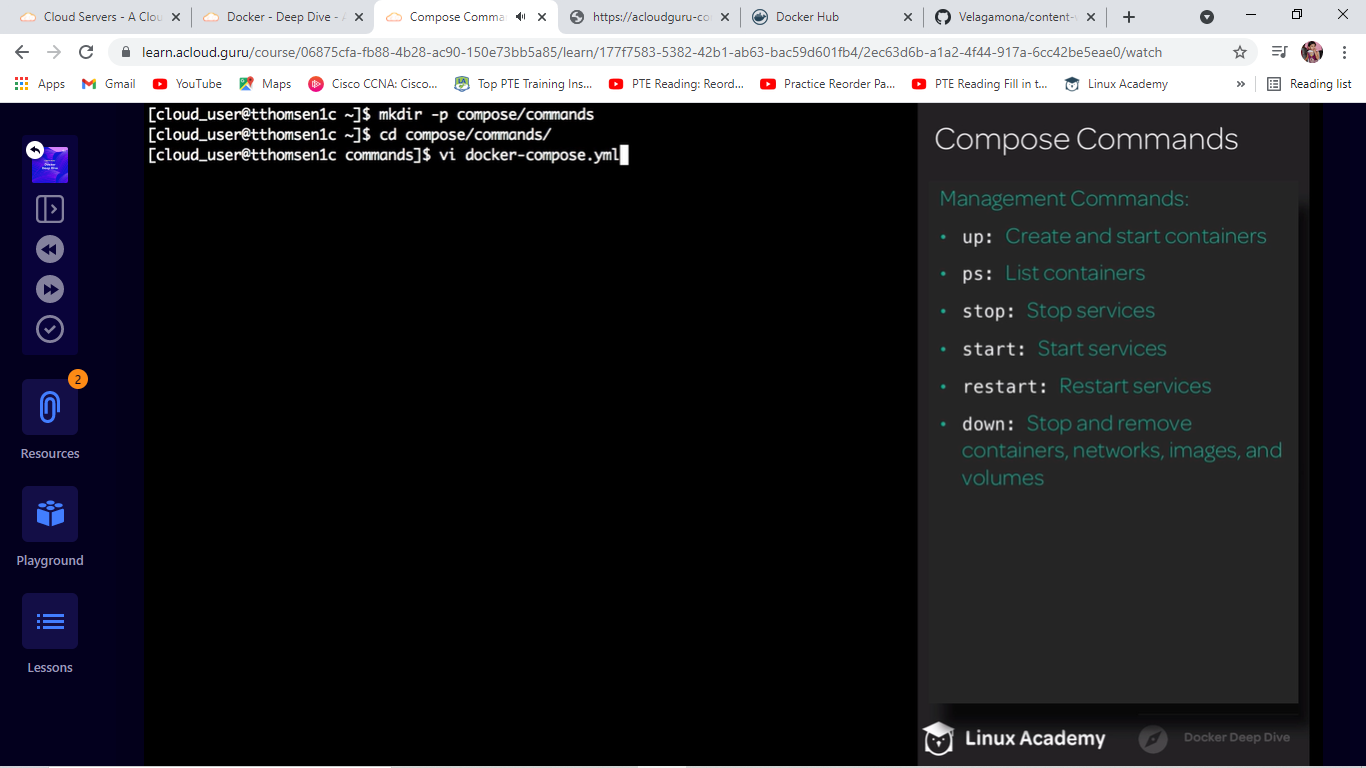 Cloud Servers - A Clou
Docker - Deep Dive - A
Compose Comma
https://acloudguru-co
Docker Hub
Velagamona/content-
learn.acloud.guru/course/06875cfa-fb88-4b28-ac90-150e73bb5a85/learn/177f7583-5382-42b1-ab63-bac59d601fb4/2ec63d6b-a1a2-4f44-917a-6cc42be5eae0/watch
Apps
Gmail
YouTube
Maps
Cisco CCNA: Cisco...
Top PTE Training Ins...
PTE Reading: Reord...
Practice Reorder Pa...
PTE Reading Fill in t...
Linux Academy
»
Reading list
[cloud_user@tthomsen1c ~]$ mkdir -p compose/commands
[cloud_user@tthomsen1c ~]$ cd compose/commands/
[cloud_user@tthomsen1c commands]$ vi docker-compose.yml
2
Resources
Playground
Lessons
Compose Commands
Management Commands:
• up: Create and start containers
• ps: List containers
• stop: Stop services
• start: Start services
• restart: Restart services
• down: Stop and remove
containers, networks, images, and
volumes
Linux Academy
Docker Deep Dive